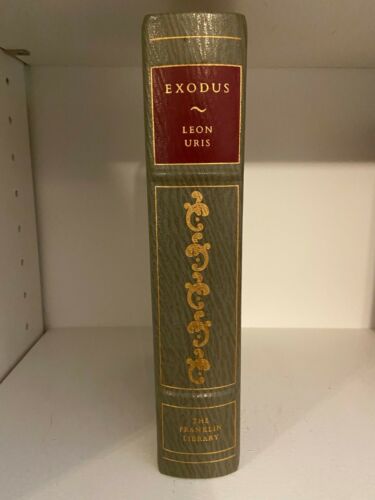 EXODUS
~
LEON
URIS
THE
FRANKLIN
LIBRARY